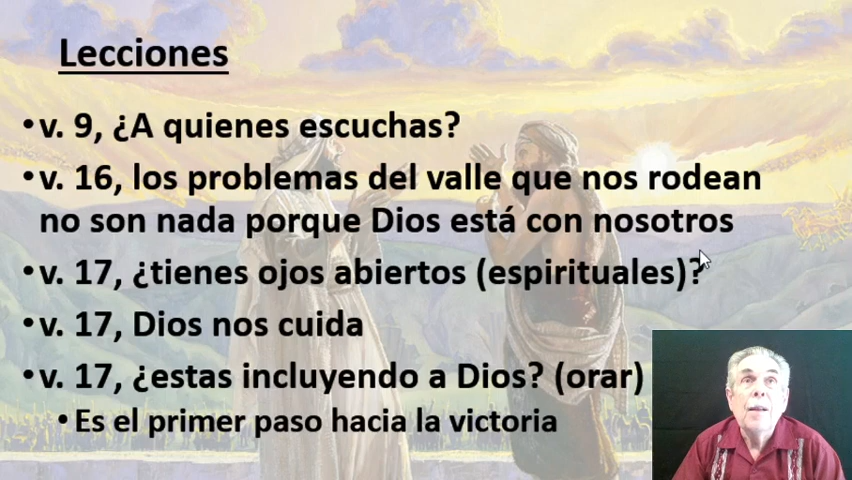 Lecciones
•v. 9, ¿A quienes escuchas?
•v. 16, los problemas del valle que nos rodean
no son nada porque Dios está con nosotros
•v. 17, ¿tienes ojos abiertos (espirituales)?
•v. 17, Dios nos cuida
•v. 17, ¿estas incluyendo a Dios? (orar)
•Es el primer paso hacia la victoria